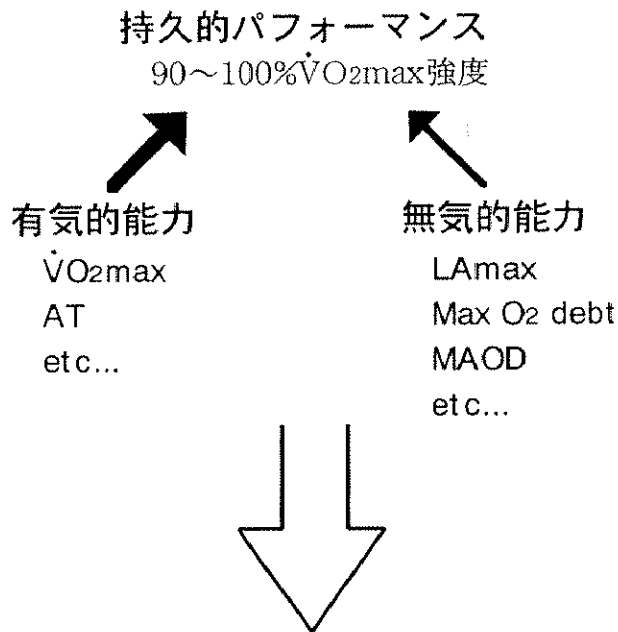 持久的パフォーマンス
90～100%V̇O2max強度
有気的能力
V̇O2max
AT
etc...
無気的能力
LAmax
Max O2 debt
MAOD
etc...